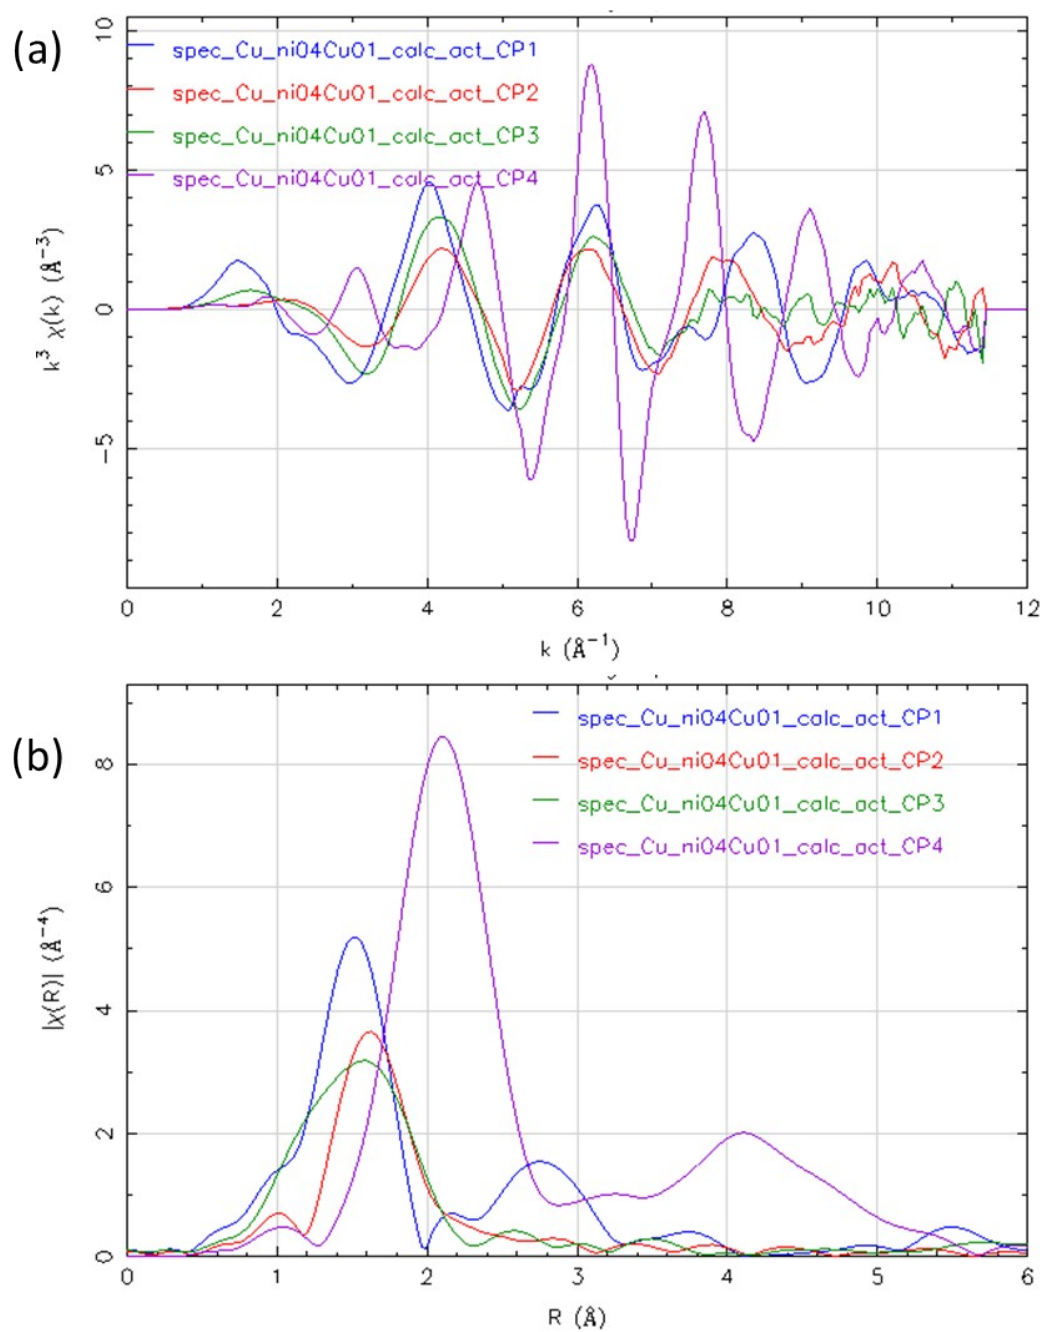 (a)
10
5
0
−5
k³ χ(k) (Å⁻³)
spec_Cu_ni04Cu01_calc_act_CP1
spec_Cu_ni04Cu01_calc_act_CP2
spec_Cu_ni04Cu01_calc_act_CP3
spec_Cu_ni04Cu01_calc_act_CP4
0 2 4 6 8 10 12
k (Å⁻¹)
(b)
8
6
4
2
0
|χ(R)| (Å⁻⁴)
spec_Cu_ni04Cu01_calc_act_CP1
spec_Cu_ni04Cu01_calc_act_CP2
spec_Cu_ni04Cu01_calc_act_CP3
spec_Cu_ni04Cu01_calc_act_CP4
0 1 2 3 4 5 6
R (Å)